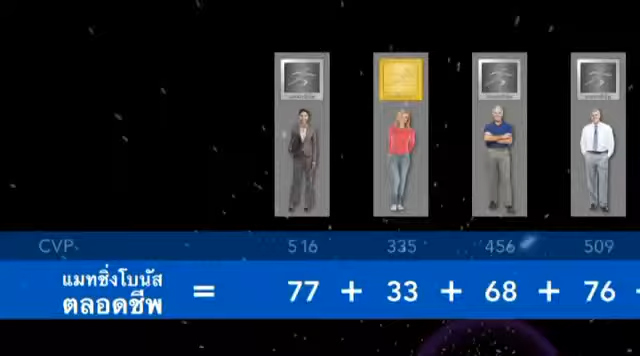 CVP 516 335 456 509
แมทชิ่งโบนัส
ตลอดชีพ = 77 + 33 + 68 + 76 +